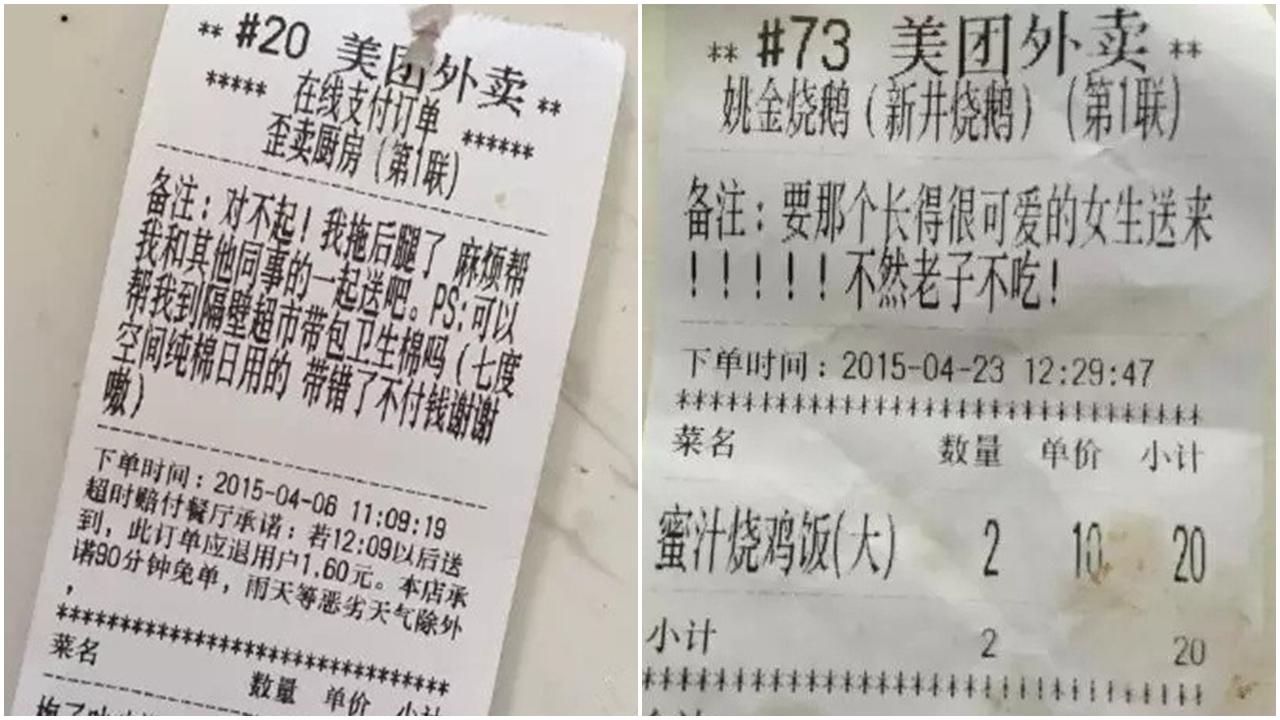 ** #20 美团外卖 **
***** 在线支付订单 ******
歪卖厨房(第1联)
备注:对不起!我拖后腿了 麻烦帮
我和其他同事的一起送吧。PS:可以
帮我到隔壁超市带包卫生棉吗(七度
空间纯棉日用的 带错了不付钱谢谢
嗷)
下单时间:2015-04-06 11:09:19
超时赔付餐厅承诺:若12:09以后送
到,此订单应退用户1.60元。本店承
诺90分钟免单,雨天等恶劣天气除外
,
菜名 数量 单价 小计
** #73 美团外卖 **
姚金烧鹅(新井烧鹅)(第1联)
备注:要那个长得很可爱的女生送来
!!!!!不然老子不吃!
下单时间:2015-04-23 12:29:47
菜名 数量 单价 小计
蜜汁烧鸡饭(大) 2 10 20
小计 2 20